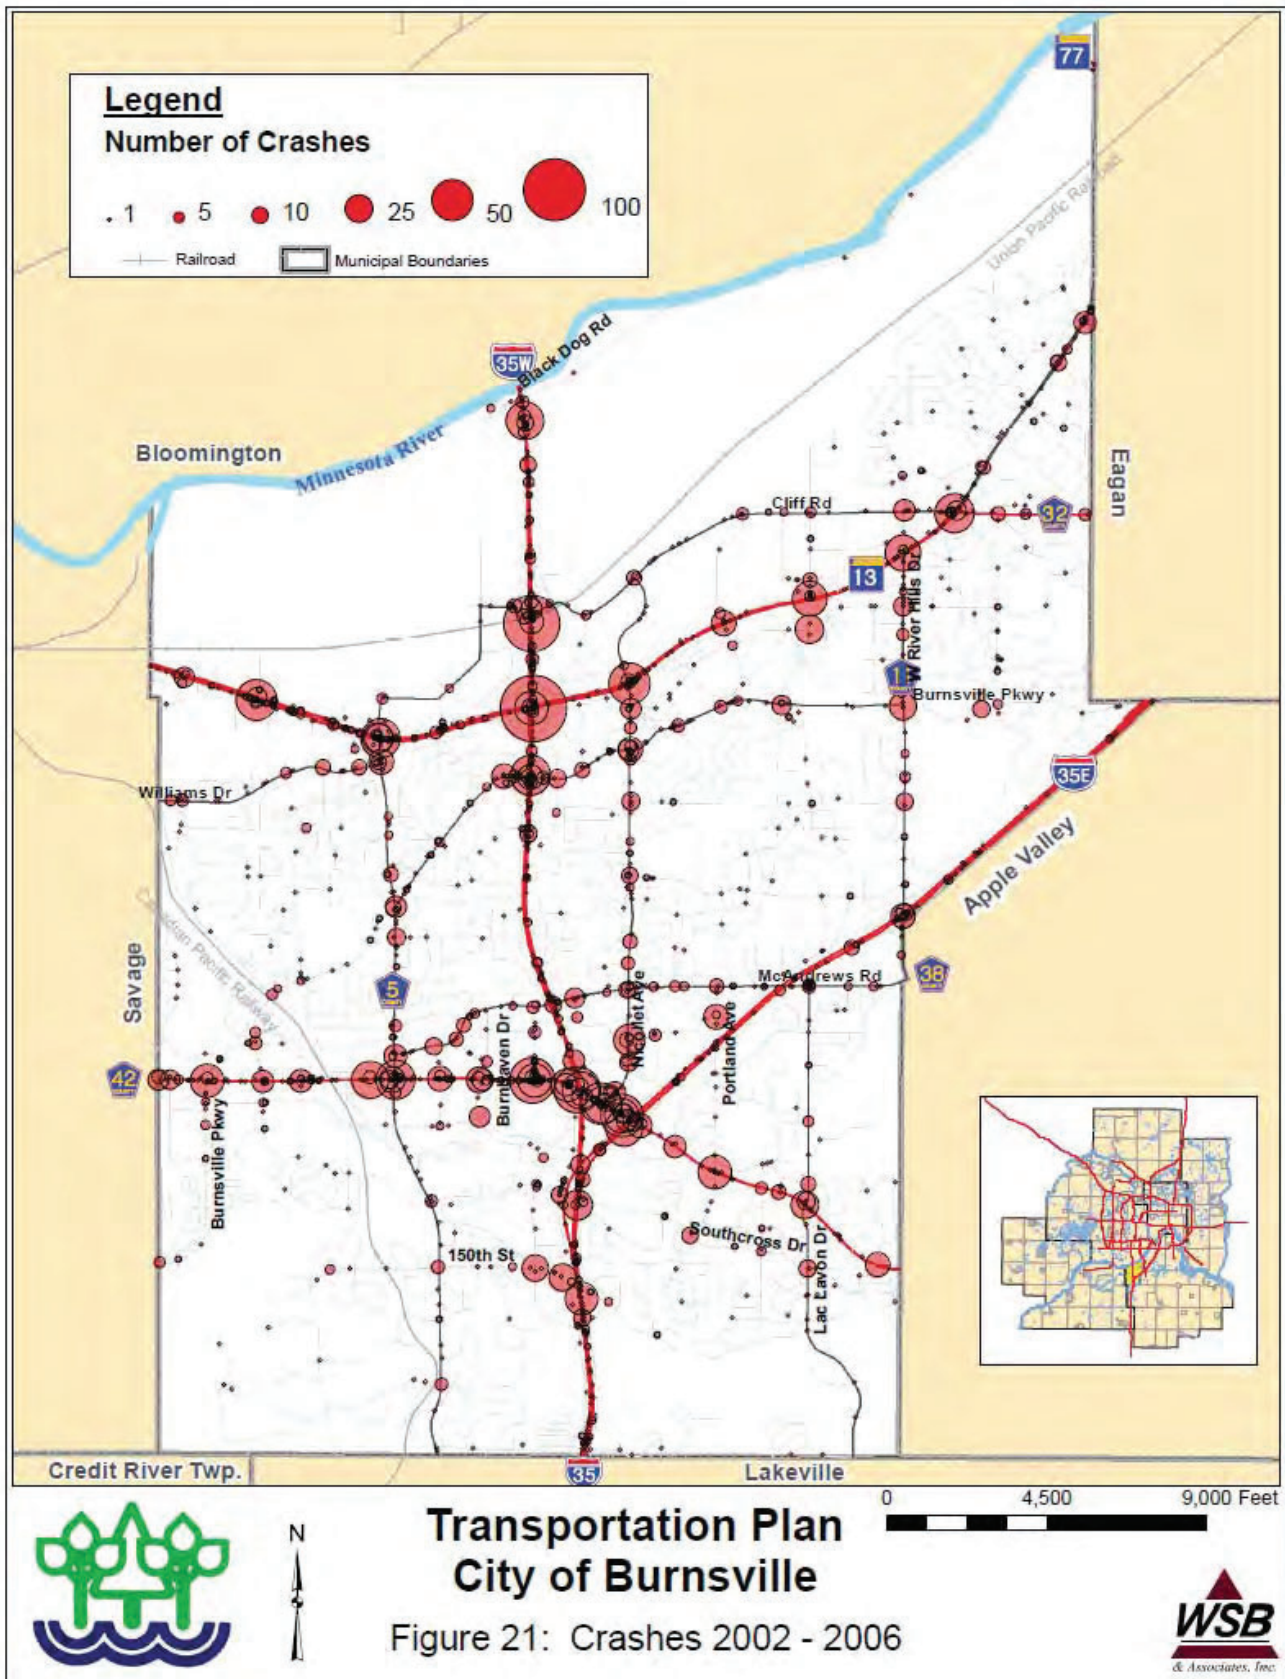 Legend
Number of Crashes
1 5 10 25 50 100
Railroad
Municipal Boundaries
77
Union Pacific Railroad
35W
Black Dog Rd
Bloomington
Minnesota River
Eagan
Cliff Rd
32
COUNTY
13
W River Hills Dr
Burnsville Pkwy
35E
Williams Dr
Apple Valley
Canadian Pacific Railway
Savage
5
COUNTY
McAndrews Rd
38
COUNTY
Nicollet Ave
Portland Ave
42
COUNTY
Burnhaven Dr
Burnsville Pkwy
Southcross Dr
150th St
Lac Lavon Dr
Credit River Twp.
35
Lakeville
0 4,500 9,000 Feet
N
Transportation Plan
City of Burnsville
Figure 21: Crashes 2002 - 2006
WSB
& Associates, Inc.